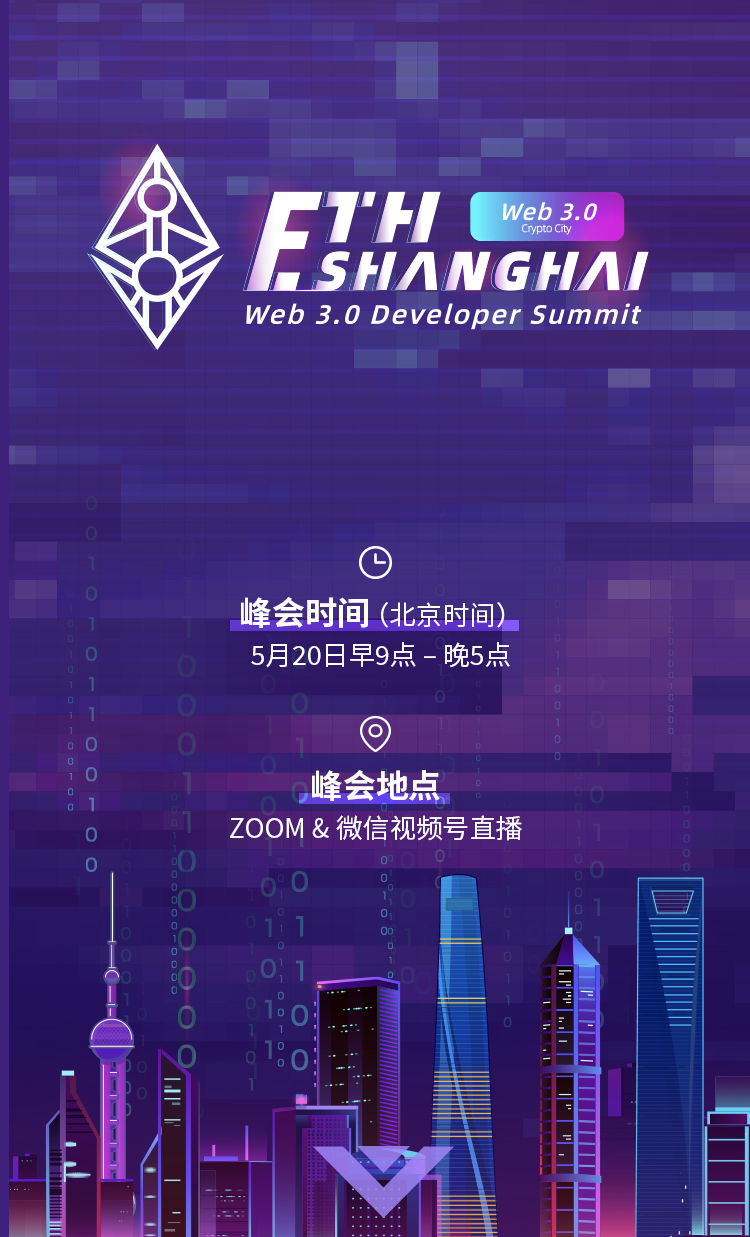 ETH
Web 3.0
Crypto City
SHANGHAI
Web 3.0 Developer Summit
峰会时间（北京时间）
5月20日早9点 – 晚5点
峰会地点
ZOOM & 微信视频号直播